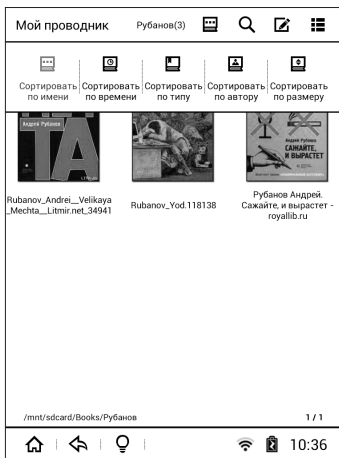 Мой проводник
Рубанов(3)
Сортировать по имени
Сортировать по времени
Сортировать по типу
Сортировать по автору
Сортировать по размеру
Андрей Рубанов
ТА
Андрей Рубанов
САЖАЙТЕ,
И ВЫРАСТЕТ
Rubanov_Andrei__Velikaya
_Mechta__Litmir.net_34941
Rubanov_Yod.118138
Рубанов Андрей.
Сажайте, и вырастет -
royallib.ru
/mnt/sdcard/Books/Рубанов
1 / 1
10:36